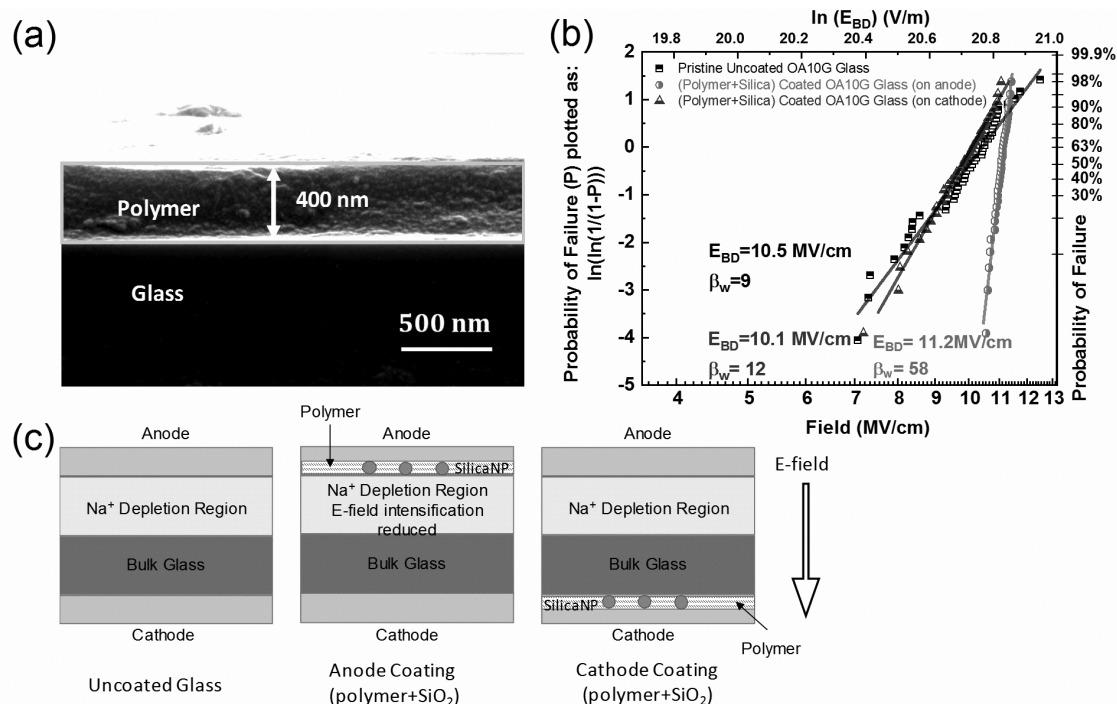 (a)
Polymer
400 nm
Glass
500 nm
(b)
ln (E_BD) (V/m)
19.8 20.0 20.2 20.4 20.6 20.8 21.0
Probability of Failure (P) plotted as:
ln(ln(1/(1-P)))
2
1
0
-1
-2
-3
-4
-5
Pristine Uncoated OA10G Glass
(Polymer+Silica) Coated OA10G Glass (on anode)
(Polymer+Silica) Coated OA10G Glass (on cathode)
99.9%
98%
90%
80%
63%
50%
40%
30%
Probability of Failure
E_BD=10.5 MV/cm
β_w=9
E_BD=10.1 MV/cm
β_w= 12
E_BD= 11.2MV/cm
β_w= 58
4 5 6 7 8 9 10 11 12 13
Field (MV/cm)
(c)
Anode
Na⁺ Depletion Region
Bulk Glass
Cathode
Uncoated Glass
Polymer
Anode
SilicaNP
Na⁺ Depletion Region
E-field intensification
reduced
Bulk Glass
Cathode
Anode Coating
(polymer+SiO₂)
Anode
Na⁺ Depletion Region
Bulk Glass
SilicaNP
Cathode
Polymer
Cathode Coating
(polymer+SiO₂)
E-field